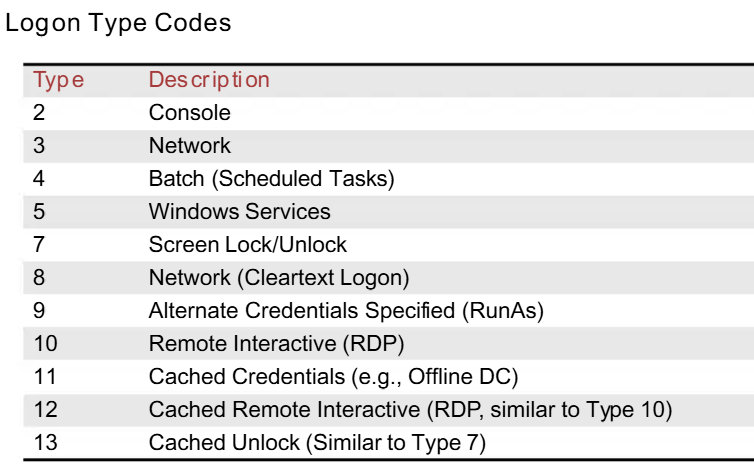 Logon Type Codes
Type Description
2 Console
3 Network
4 Batch (Scheduled Tasks)
5 Windows Services
7 Screen Lock/Unlock
8 Network (Cleartext Logon)
9 Alternate Credentials Specified (RunAs)
10 Remote Interactive (RDP)
11 Cached Credentials (e.g., Offline DC)
12 Cached Remote Interactive (RDP, similar to Type 10)
13 Cached Unlock (Similar to Type 7)